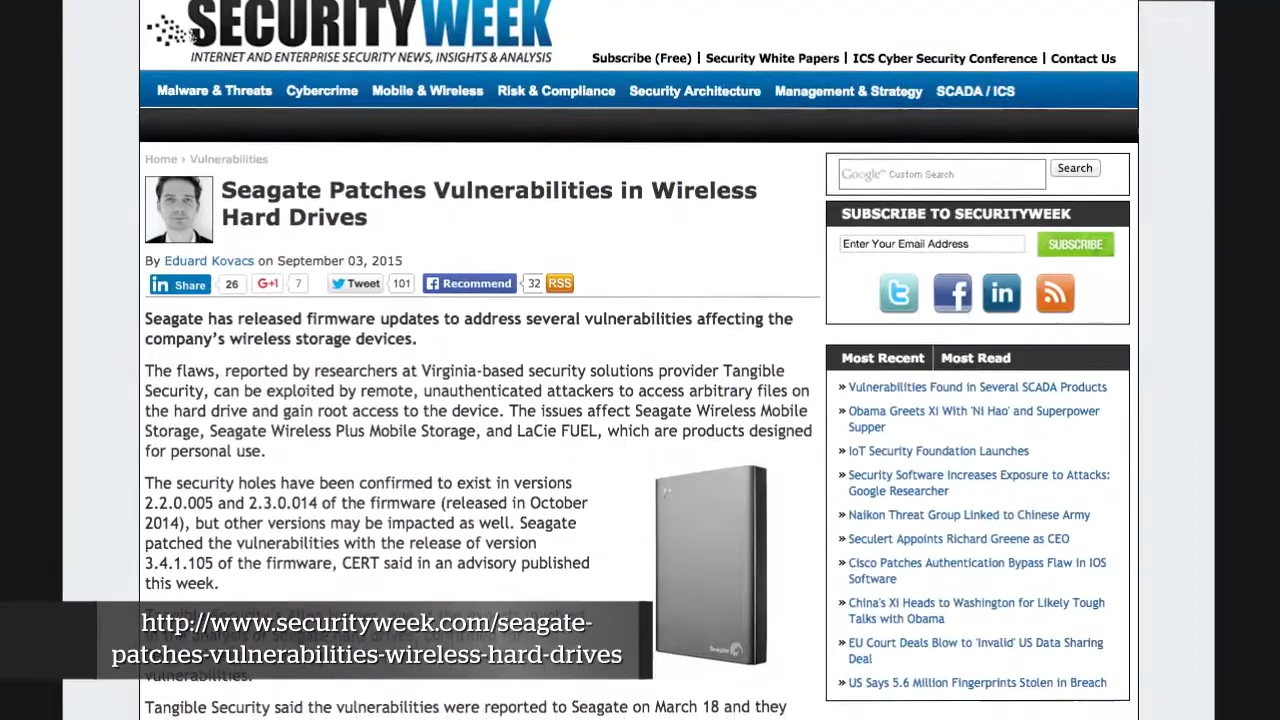 SECURITYWEEK
INTERNET AND ENTERPRISE SECURITY NEWS, INSIGHTS & ANALYSIS
Subscribe (Free) | Security White Papers | ICS Cyber Security Conference | Contact Us
Malware & Threats Cybercrime Mobile & Wireless Risk & Compliance Security Architecture Management & Strategy SCADA / ICS
Home › Vulnerabilities
Seagate Patches Vulnerabilities in Wireless
Hard Drives
By Eduard Kovacs on September 03, 2015
in Share 26 G+1 7 Tweet 101 Recommend 32 RSS
Seagate has released firmware updates to address several vulnerabilities affecting the
company’s wireless storage devices.
The flaws, reported by researchers at Virginia-based security solutions provider Tangible
Security, can be exploited by remote, unauthenticated attackers to access arbitrary files on
the hard drive and gain root access to the device. The issues affect Seagate Wireless Mobile
Storage, Seagate Wireless Plus Mobile Storage, and LaCie FUEL, which are products designed
for personal use.
The security holes have been confirmed to exist in versions
2.2.0.005 and 2.3.0.014 of the firmware (released in October
2014), but other versions may be impacted as well. Seagate
patched the vulnerabilities with the release of version
3.4.1.105 of the firmware, CERT said in an advisory published
this week.
http://www.securityweek.com/seagate-
patches-vulnerabilities-wireless-hard-drives
vulnerabilities.
Tangible Security said the vulnerabilities were reported to Seagate on March 18 and they
Seagate
Google™ Custom Search
Search
SUBSCRIBE TO SECURITYWEEK
Enter Your Email Address SUBSCRIBE
Most Recent Most Read
» Vulnerabilities Found in Several SCADA Products
» Obama Greets Xi With 'Ni Hao' and Superpower
Supper
» IoT Security Foundation Launches
» Security Software Increases Exposure to Attacks:
Google Researcher
» Naikon Threat Group Linked to Chinese Army
» Seculert Appoints Richard Greene as CEO
» Cisco Patches Authentication Bypass Flaw in IOS
Software
» China's Xi Heads to Washington for Likely Tough
Talks with Obama
» EU Court Deals Blow to 'Invalid' US Data Sharing
Deal
» US Says 5.6 Million Fingerprints Stolen in Breach